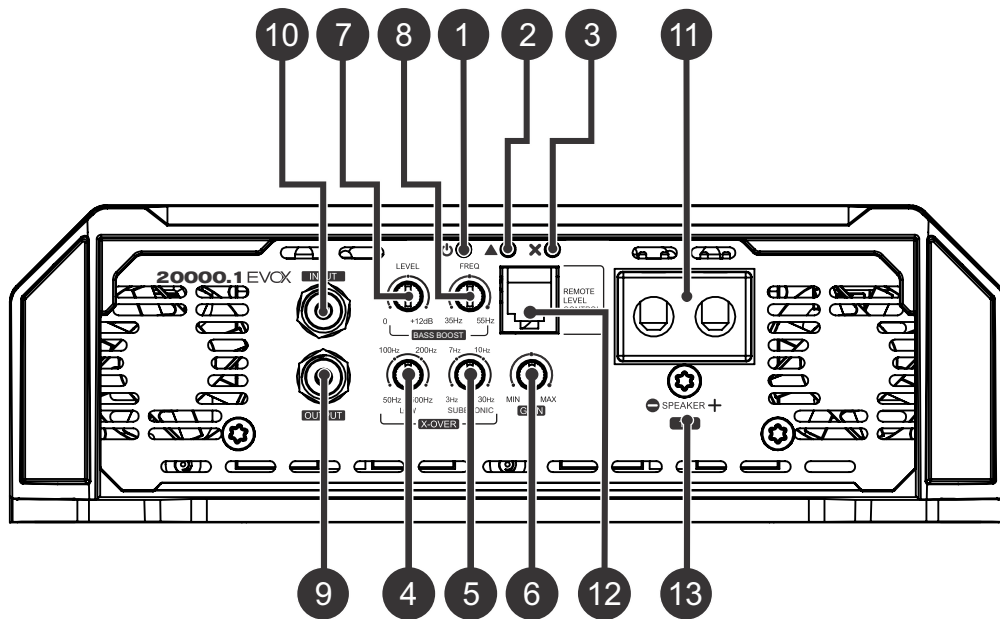 10 7 8 1 2 3 11
20000.1 EVOX
INPUT
LEVEL FREQ
0 +12dB 35Hz 55Hz
BASS BOOST
REMOTE
LEVEL
100Hz 200Hz 7Hz 10Hz
50Hz 3Hz 30Hz MIN MAX
OUTPUT
X-OVER
SPEAKER +
9 4 5 6 12 13